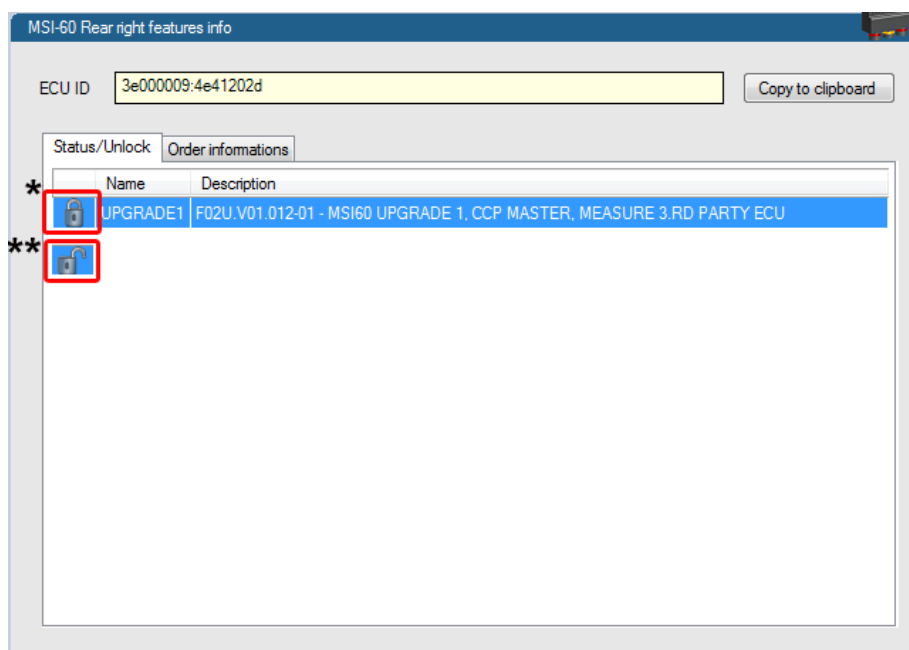 MSI-60 Rear right features info
ECU ID 3e000009:4e41202d Copy to clipboard
Status/Unlock Order informations
* Name Description
UPGRADE1 F02U.V01.012-01 - MSI60 UPGRADE 1, CCP MASTER, MEASURE 3.RD PARTY ECU
**